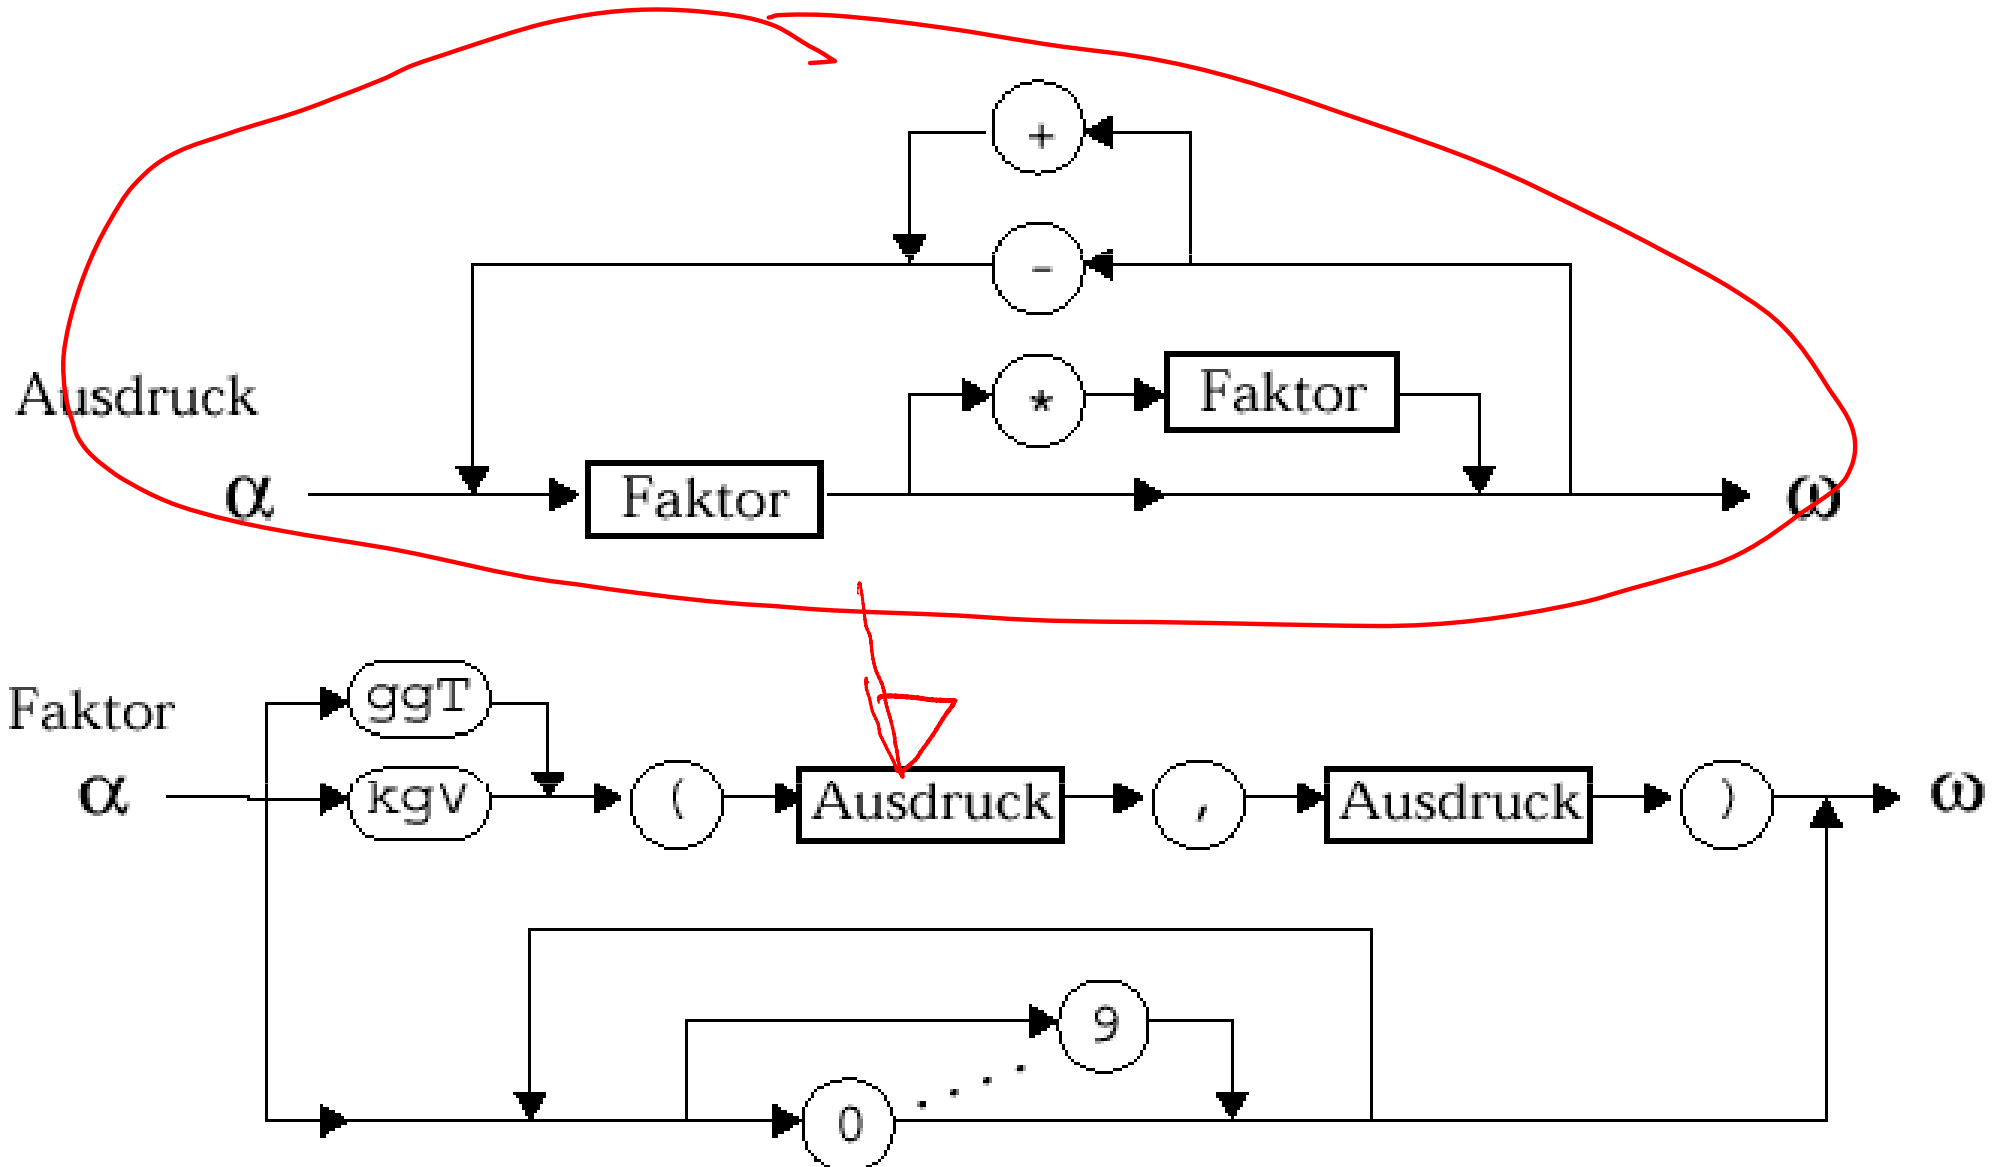 +
-
Ausdruck
* Faktor
α Faktor ω
Faktor
ggT
α kgV ( Ausdruck , Ausdruck ) ω
9
0 ....